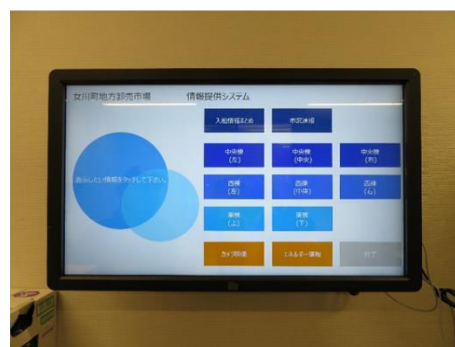 女川町地方卸売市場 情報提供システム
入船情報まとめ 市況速報
表示したい情報をタッチして下さい。
中央棟 中央棟 中央棟
(左) (中央) (右)
西棟 西棟 西棟
(左) (中央) (右)
東棟 東棟
(上) (下)
カメラ映像 エネルギー情報 終了